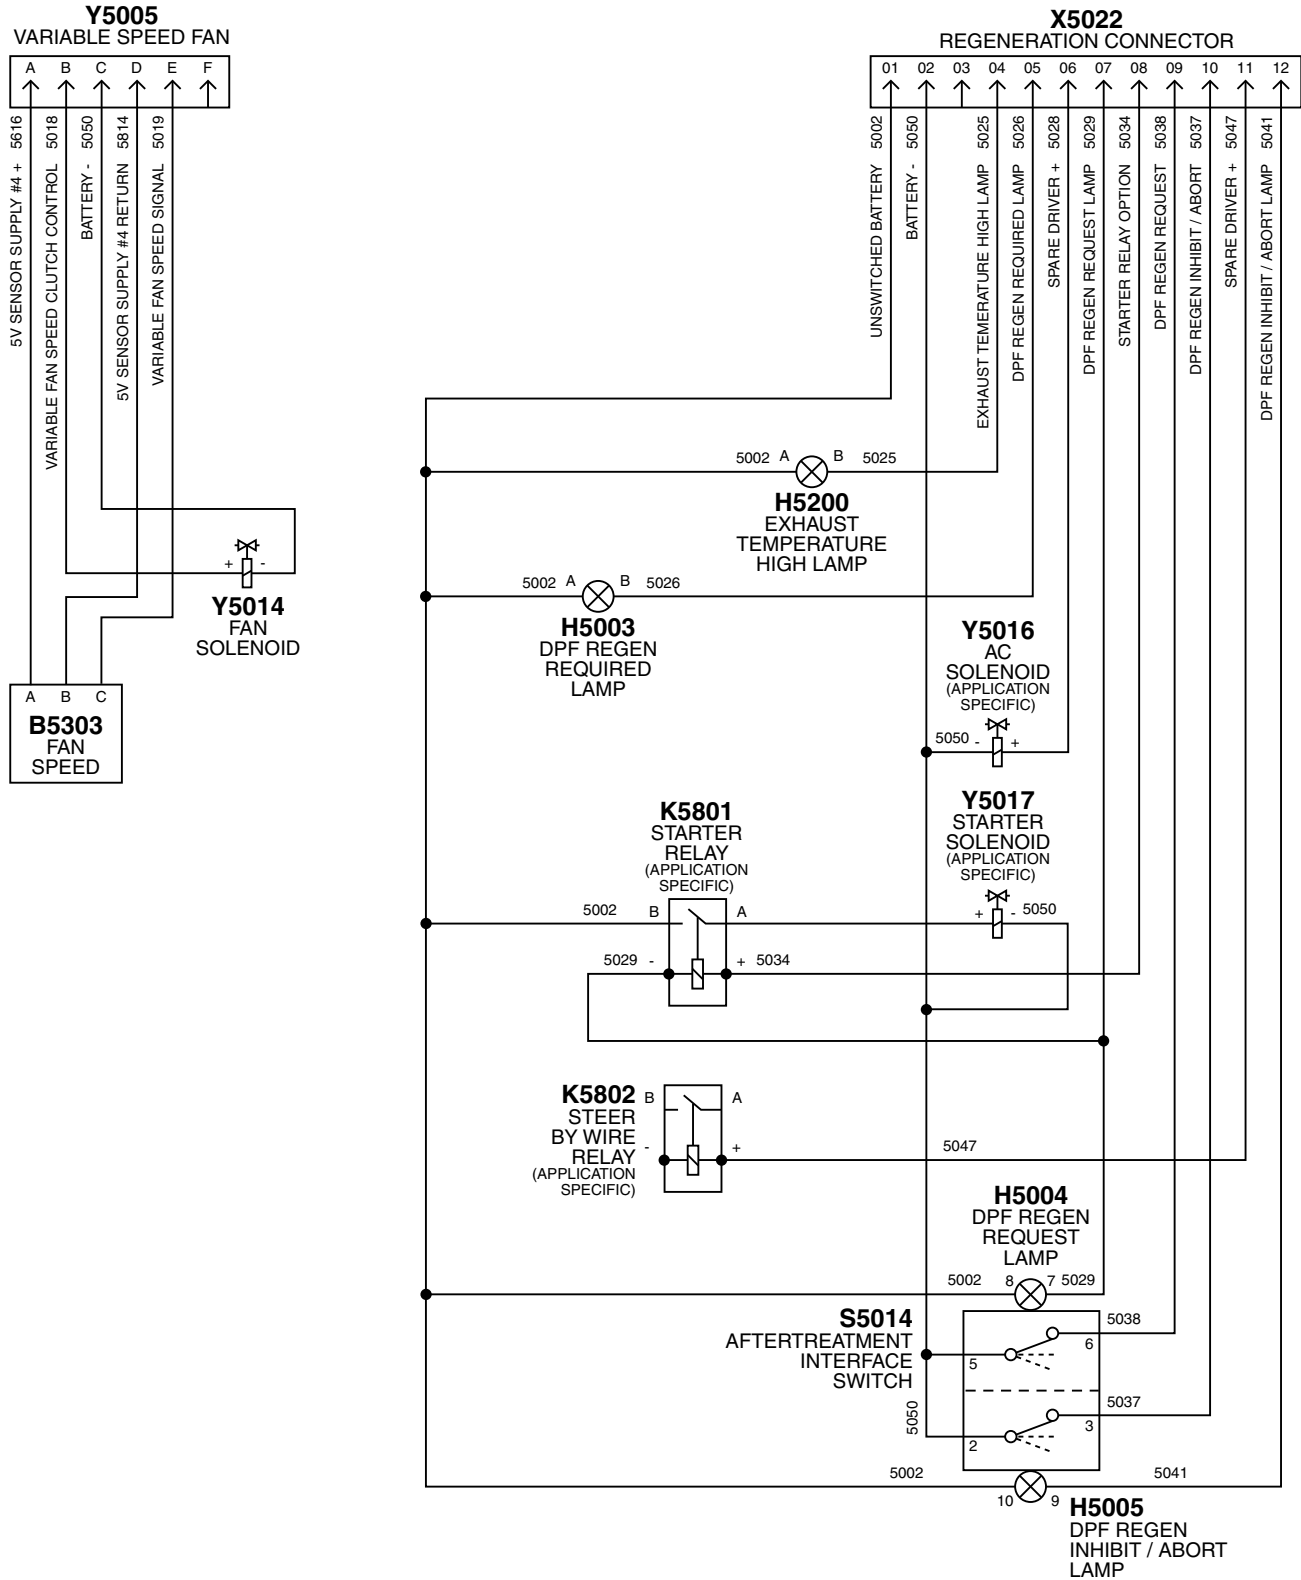 Y5005
VARIABLE SPEED FAN
A B C D E F
5V SENSOR SUPPLY #4 + 5616
VARIABLE FAN SPEED CLUTCH CONTROL 5018
BATTERY - 5050
5V SENSOR SUPPLY #4 RETURN 5814
VARIABLE FAN SPEED SIGNAL 5019
+ -
Y5014
FAN
SOLENOID
A B C
B5303
FAN
SPEED
X5022
REGENERATION CONNECTOR
01 02 03 04 05 06 07 08 09 10 11 12
UNSWITCHED BATTERY 5002
BATTERY - 5050
EXHAUST TEMERATURE HIGH LAMP 5025
DPF REGEN REQUIRED LAMP 5026
SPARE DRIVER + 5028
DPF REGEN REQUEST LAMP 5029
STARTER RELAY OPTION 5034
DPF REGEN REQUEST 5038
DPF REGEN INHIBIT / ABORT 5037
SPARE DRIVER + 5047
DPF REGEN INHIBIT / ABORT LAMP 5041
5002 A B 5025
H5200
EXHAUST
TEMPERATURE
HIGH LAMP
5002 A B 5026
H5003
DPF REGEN
REQUIRED
LAMP
Y5016
AC
SOLENOID
(APPLICATION
SPECIFIC)
5050 - +
K5801
STARTER
RELAY
(APPLICATION
SPECIFIC)
5002 B A
5029 - + 5034
Y5017
STARTER
SOLENOID
(APPLICATION
SPECIFIC)
+ - 5050
K5802
STEER
BY WIRE
RELAY
(APPLICATION
SPECIFIC)
B A
- + 5047
H5004
DPF REGEN
REQUEST
LAMP
5002 8 7 5029
S5014
AFTERTREATMENT
INTERFACE
SWITCH
5038
5 6
5050
5037
2 3
5002 5041
10 9
H5005
DPF REGEN
INHIBIT / ABORT
LAMP